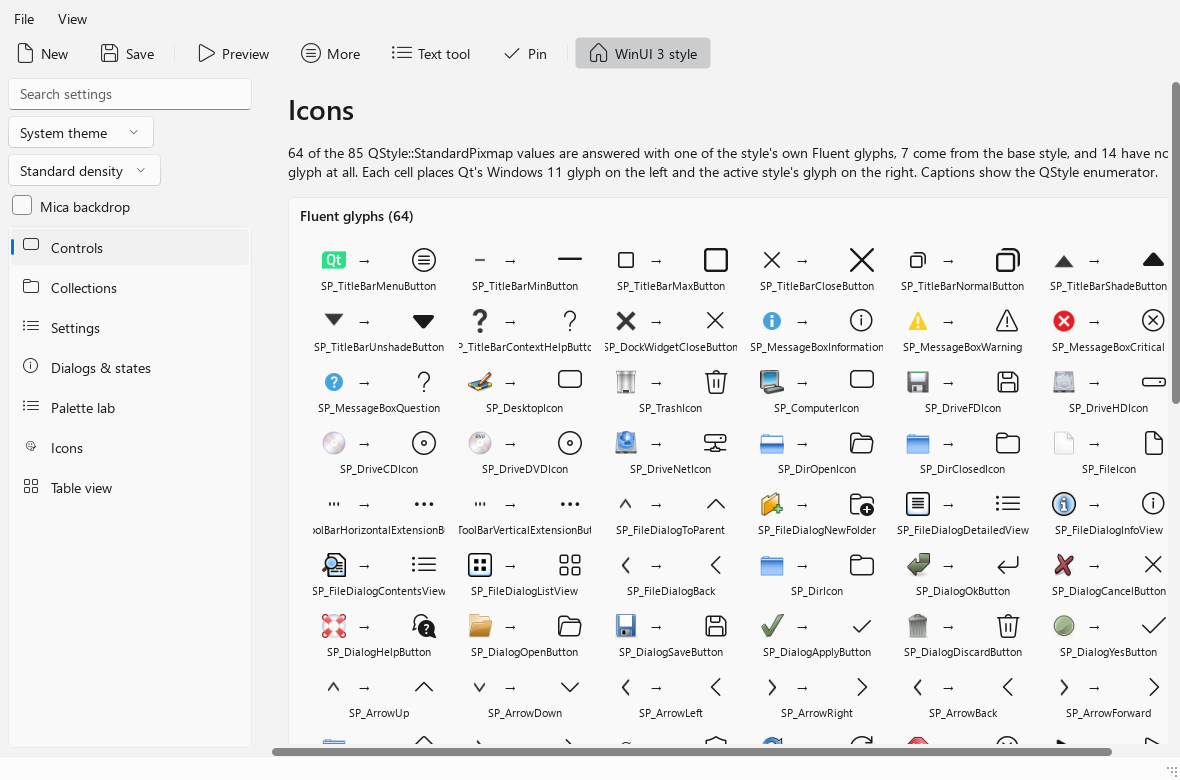 File View
New Save Preview More Text tool Pin WinUI 3 style
Search settings
System theme
Standard density
Mica backdrop
Controls
Collections
Settings
Dialogs & states
Palette lab
Icons
Table view
Icons
64 of the 85 QStyle::StandardPixmap values are answered with one of the style's own Fluent glyphs, 7 come from the base style, and 14 have
glyph at all. Each cell places Qt's Windows 11 glyph on the left and the active style's glyph on the right. Captions show the QStyle enumerator.
Fluent glyphs (64)
Qt → → → → → →
SP_TitleBarMenuButton SP_TitleBarMinButton SP_TitleBarMaxButton SP_TitleBarCloseButton SP_TitleBarNormalButton SP_TitleBarShadeButton
→ → → → → →
SP_TitleBarUnshadeButton P_TitleBarContextHelpButto SP_DockWidgetCloseButton SP_MessageBoxInformation SP_MessageBoxWarning SP_MessageBoxCritical
→ → → → → →
SP_MessageBoxQuestion SP_DesktopIcon SP_TrashIcon SP_ComputerIcon SP_DriveFDIcon SP_DriveHDIcon
→ → → → → →
SP_DriveCDIcon SP_DriveDVDIcon SP_DriveNetIcon SP_DirOpenIcon SP_DirClosedIcon SP_FileIcon
→ → → → → →
oolBarHorizontalExtensionB ToolBarVerticalExtensionBut SP_FileDialogToParent SP_FileDialogNewFolder SP_FileDialogDetailedView SP_FileDialogInfoView
→ → → → → →
SP_FileDialogContentsView SP_FileDialogListView SP_FileDialogBack SP_DirIcon SP_DialogOkButton SP_DialogCancelButton
→ → → → → →
SP_DialogHelpButton SP_DialogOpenButton SP_DialogSaveButton SP_DialogApplyButton SP_DialogDiscardButton SP_DialogYesButton
→ → → → → →
SP_ArrowUp SP_ArrowDown SP_ArrowLeft SP_ArrowRight SP_ArrowBack SP_ArrowForward